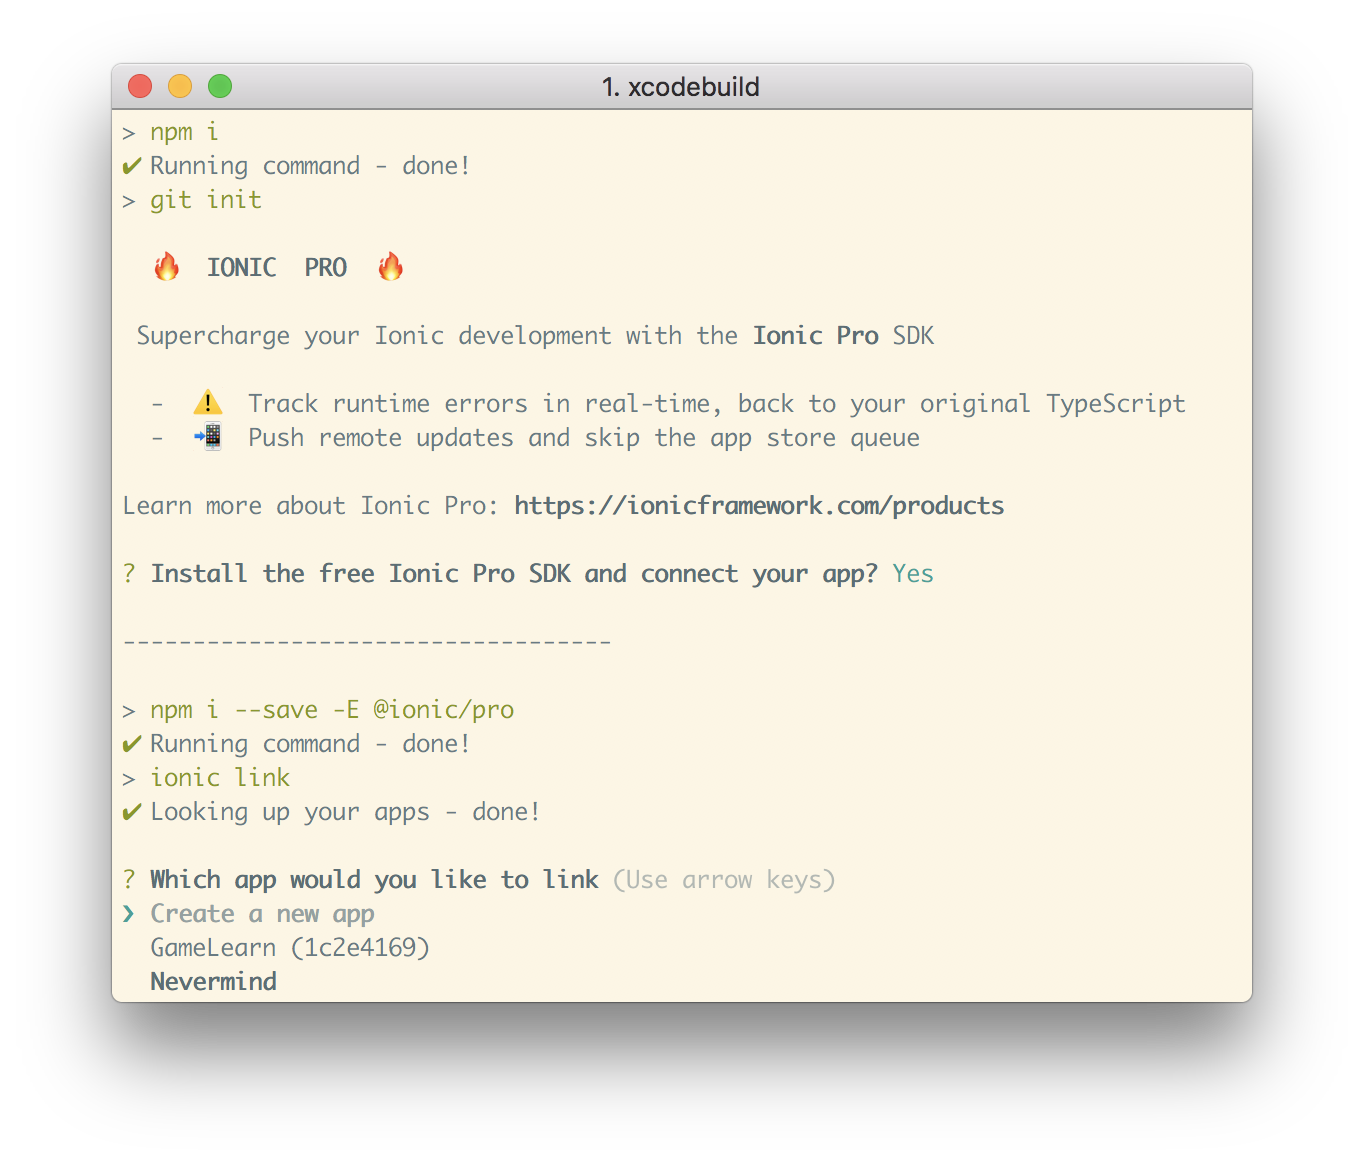 1. xcodebuild
> npm i
✔ Running command - done!
> git init
🔥 IONIC PRO 🔥
Supercharge your Ionic development with the Ionic Pro SDK
- ⚠️ Track runtime errors in real-time, back to your original TypeScript
- 📲 Push remote updates and skip the app store queue
Learn more about Ionic Pro: https://ionicframework.com/products
? Install the free Ionic Pro SDK and connect your app? Yes
-----------------------------------
> npm i --save -E @ionic/pro
✔ Running command - done!
> ionic link
✔ Looking up your apps - done!
? Which app would you like to link (Use arrow keys)
❯ Create a new app
GameLearn (1c2e4169)
Nevermind